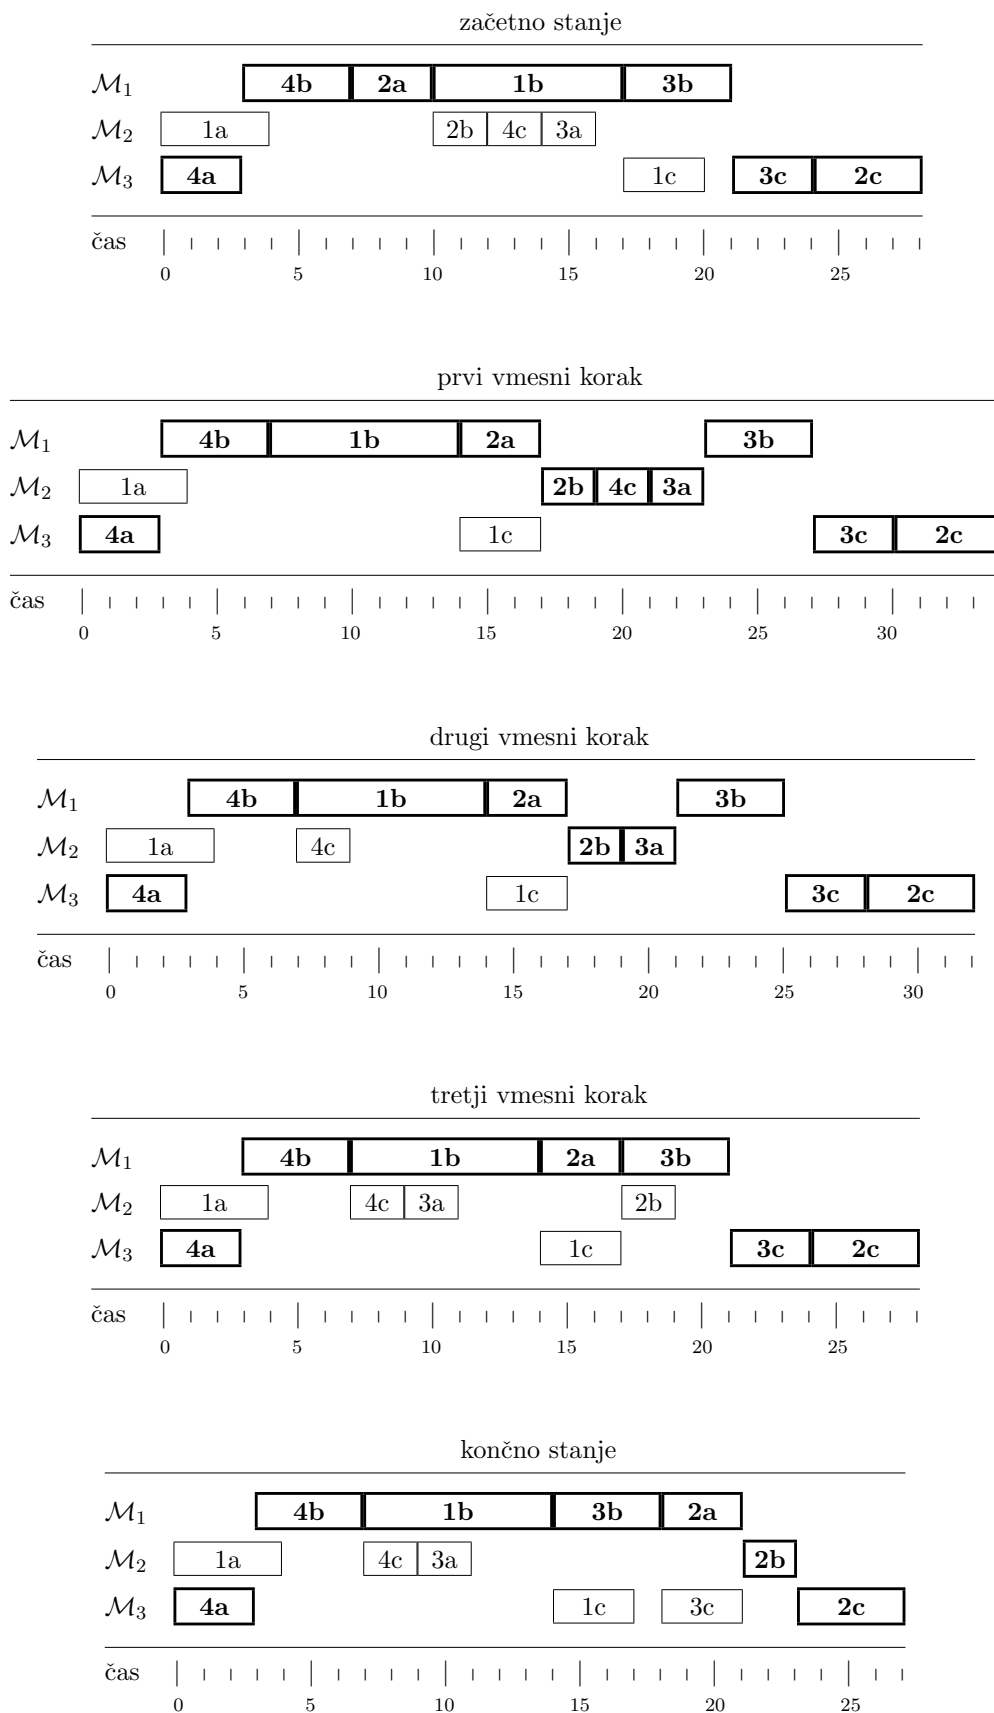 začetno stanje
M1 4b 2a 1b 3b
M2 1a 2b 4c 3a
M3 4a 1c 3c 2c
čas
0 5 10 15 20 25
prvi vmesni korak
M1 4b 1b 2a 3b
M2 1a 2b 4c 3a
M3 4a 1c 3c 2c
čas
0 5 10 15 20 25 30
drugi vmesni korak
M1 4b 1b 2a 3b
M2 1a 4c 2b 3a
M3 4a 1c 3c 2c
čas
0 5 10 15 20 25 30
tretji vmesni korak
M1 4b 1b 2a 3b
M2 1a 4c 3a 2b
M3 4a 1c 3c 2c
čas
0 5 10 15 20 25
končno stanje
M1 4b 1b 3b 2a
M2 1a 4c 3a 2b
M3 4a 1c 3c 2c
čas
0 5 10 15 20 25